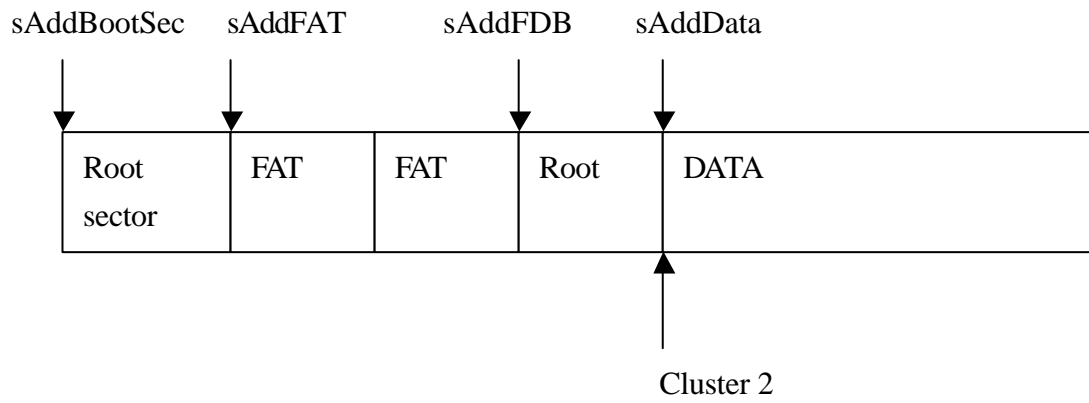 sAddBootSec sAddFAT sAddFDB sAddData
Root FAT FAT Root DATA
sector
Cluster 2